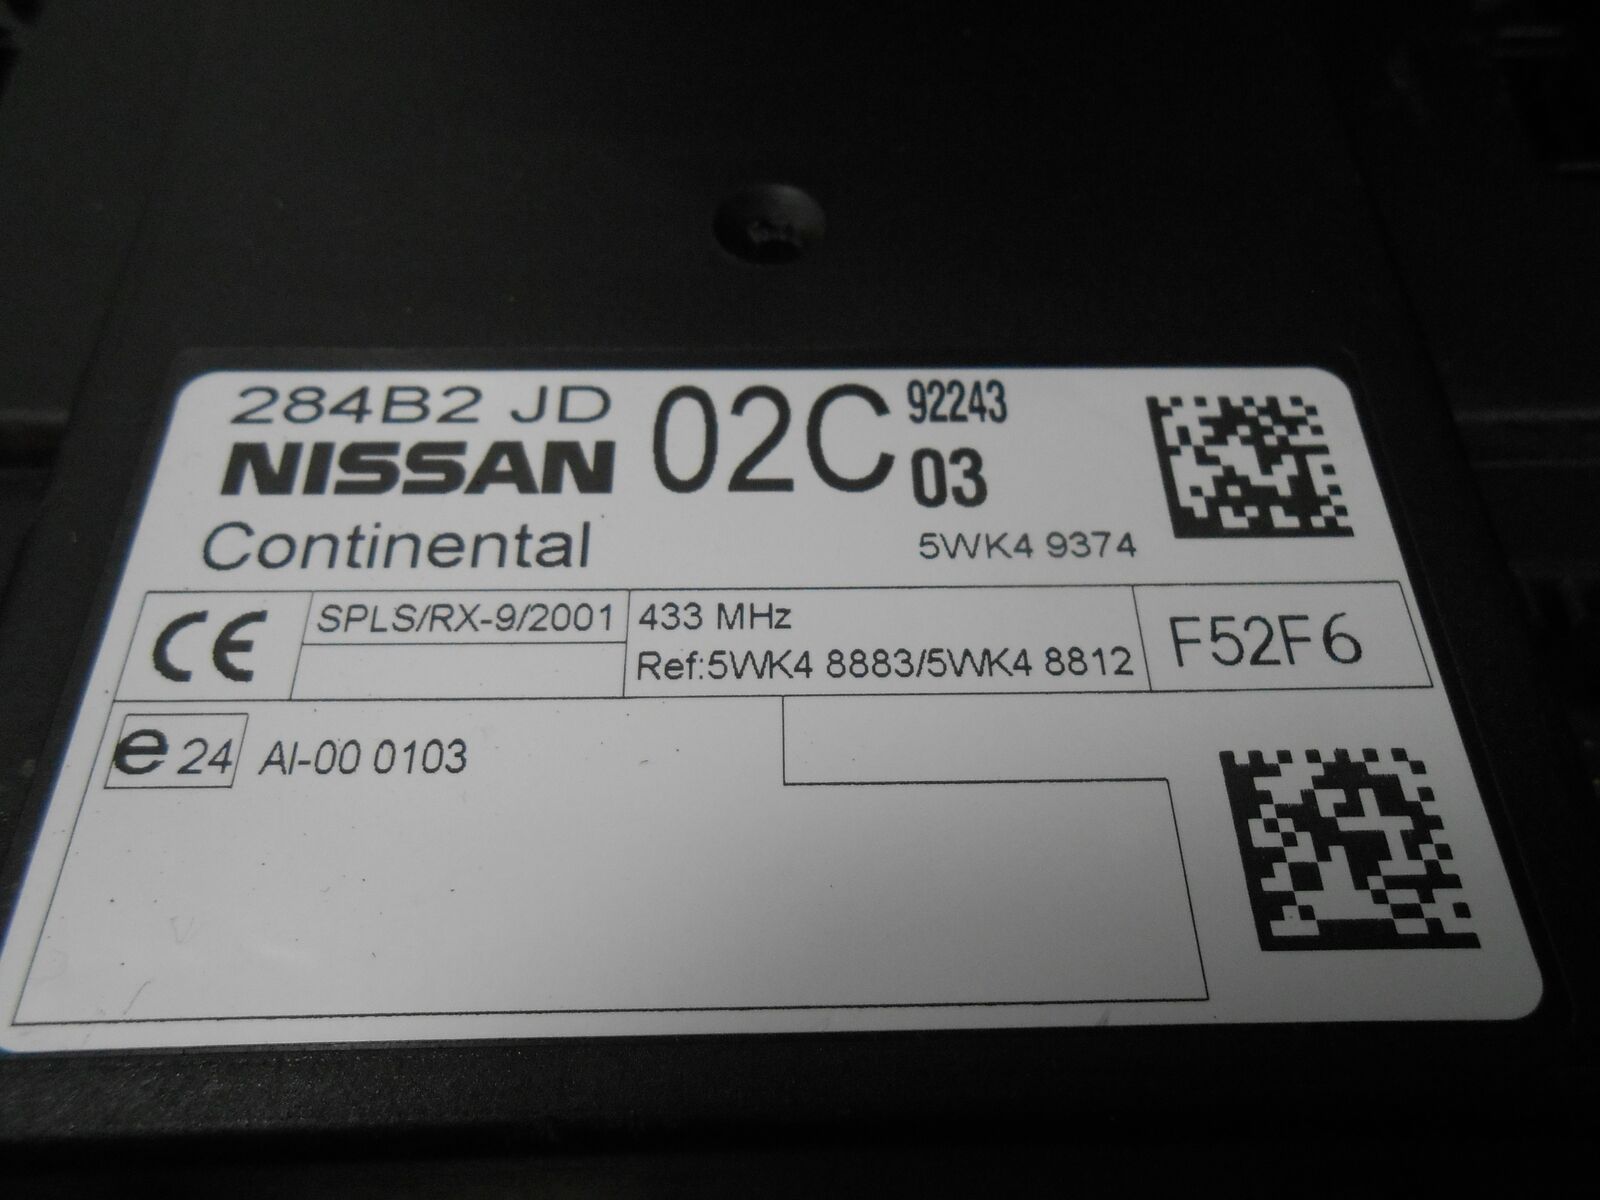 284B2 JD 02C 92243
NISSAN 03
Continental 5WK4 9374
CE SPLS/RX-9/2001 433 MHz F52F6
Ref:5WK4 8883/5WK4 8812
e 24 AI-00 0103